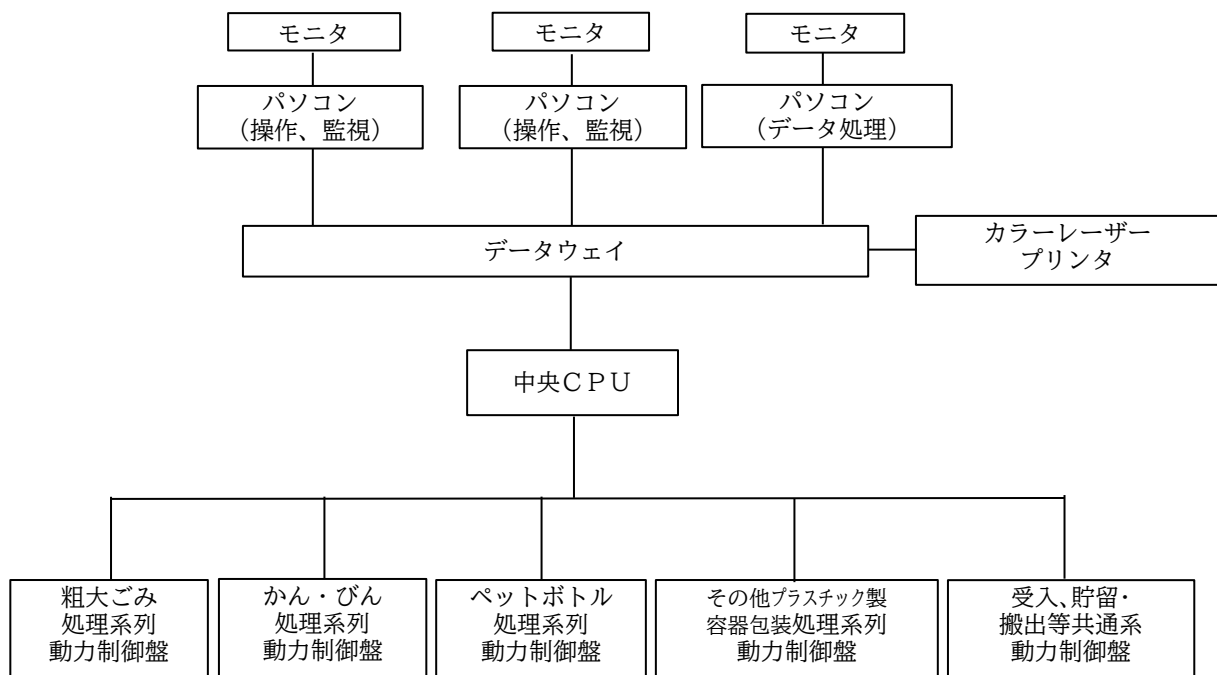 モニタ
モニタ
モニタ
パソコン
（操作、監視）
パソコン
（操作、監視）
パソコン
（データ処理）
データウェイ
カラーレーザー
プリンタ
中央ＣＰＵ
粗大ごみ
処理系列
動力制御盤
かん・びん
処理系列
動力制御盤
ペットボトル
処理系列
動力制御盤
その他プラスチック製
容器包装処理系列
動力制御盤
受入、貯留・
搬出等共通系
動力制御盤